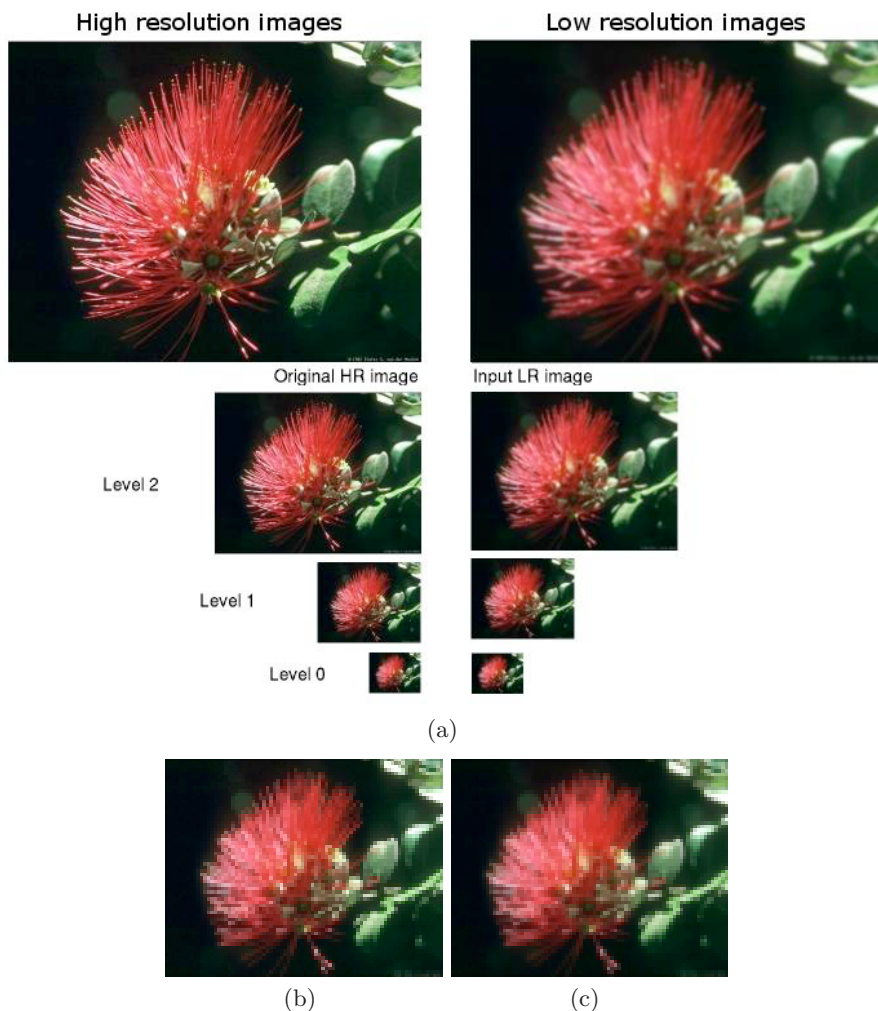 High resolution images
Low resolution images
Original HR image
Input LR image
Level 2
Level 1
Level 0
(a)
(b)
(c)